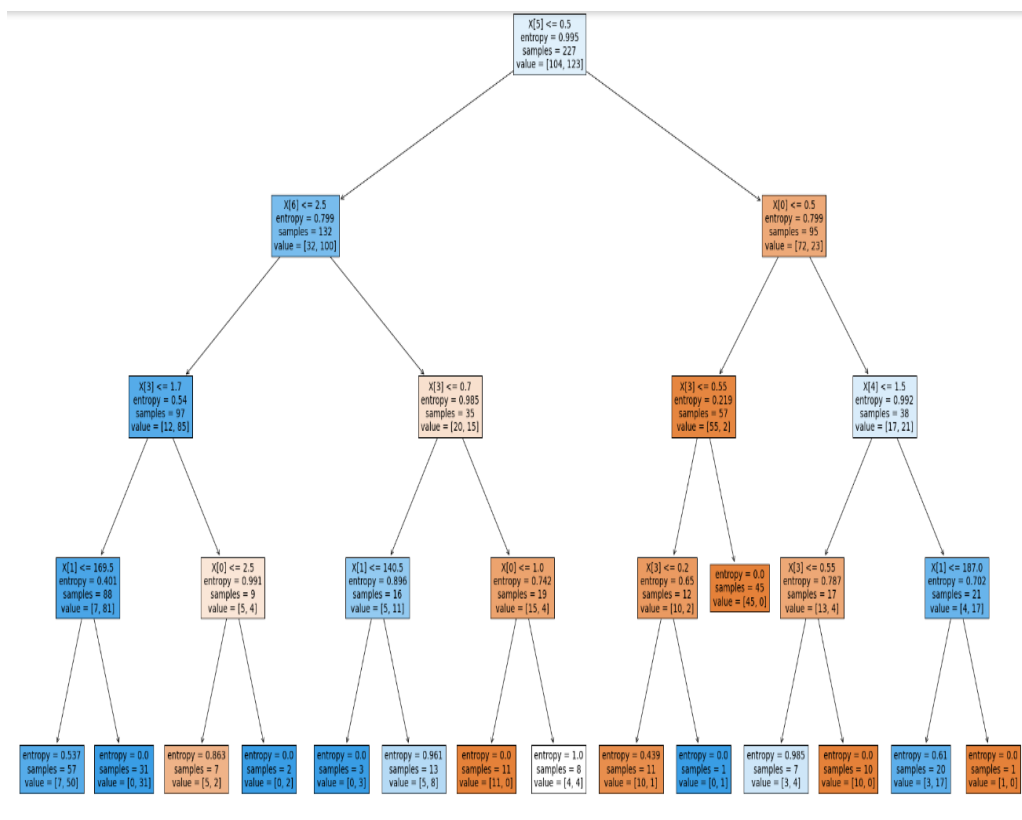 X[5] <= 0.5
entropy = 0.995
samples = 227
value = [104, 123]
X[6] <= 2.5
entropy = 0.799
samples = 132
value = [32, 100]
X[0] <= 0.5
entropy = 0.799
samples = 95
value = [72, 23]
X[3] <= 1.7
entropy = 0.54
samples = 97
value = [12, 85]
X[3] <= 0.7
entropy = 0.985
samples = 35
value = [20, 15]
X[3] <= 0.55
entropy = 0.219
samples = 57
value = [55, 2]
X[4] <= 1.5
entropy = 0.992
samples = 38
value = [17, 21]
X[1] <= 169.5
entropy = 0.401
samples = 88
value = [7, 81]
X[0] <= 2.5
entropy = 0.991
samples = 9
value = [5, 4]
X[1] <= 140.5
entropy = 0.896
samples = 16
value = [5, 11]
X[0] <= 1.0
entropy = 0.742
samples = 19
value = [15, 4]
X[3] <= 0.2
entropy = 0.65
samples = 12
value = [10, 2]
entropy = 0.0
samples = 45
value = [45, 0]
X[3] <= 0.55
entropy = 0.787
samples = 17
value = [13, 4]
X[1] <= 187.0
entropy = 0.702
samples = 21
value = [4, 17]
entropy = 0.537
samples = 57
value = [7, 50]
entropy = 0.0
samples = 31
value = [0, 31]
entropy = 0.863
samples = 7
value = [5, 2]
entropy = 0.0
samples = 2
value = [0, 2]
entropy = 0.0
samples = 3
value = [0, 3]
entropy = 0.961
samples = 13
value = [5, 8]
entropy = 0.0
samples = 11
value = [11, 0]
entropy = 1.0
samples = 8
value = [4, 4]
entropy = 0.439
samples = 11
value = [10, 1]
entropy = 0.0
samples = 1
value = [0, 1]
entropy = 0.985
samples = 7
value = [3, 4]
entropy = 0.0
samples = 10
value = [10, 0]
entropy = 0.61
samples = 20
value = [3, 17]
entropy = 0.0
samples = 1
value = [1, 0]